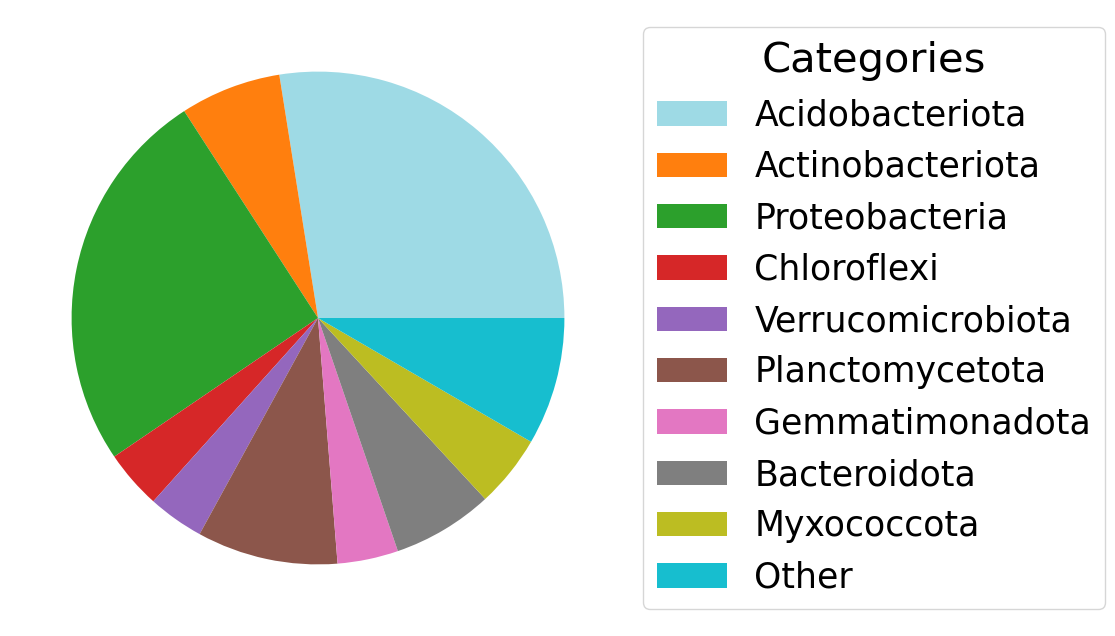 Categories
Acidobacteriota
Actinobacteriota
Proteobacteria
Chloroflexi
Verrucomicrobiota
Planctomycetota
Gemmatimonadota
Bacteroidota
Myxococcota
Other